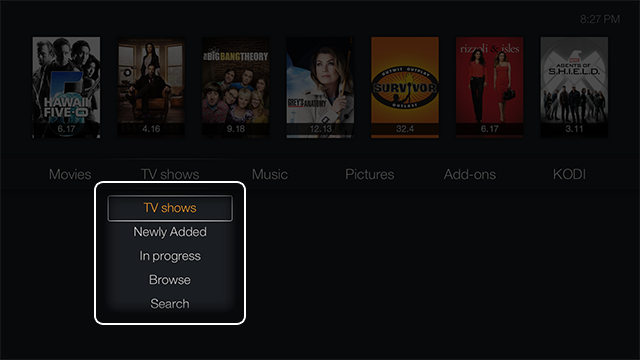 8:27 PM
HAWAII FIVE-0
THE BIG BANG THEORY
GREY'S ANATOMY
OUTWIT OUTPLAY
SURVIVOR
OUTLAST
rizzoli & isles
AGENTS OF
S.H.I.E.L.D.
6.17 4.16 9.18 12.13 32.4 6.17 3.11
Movies TV shows Music Pictures Add-ons KODI
TV shows
Newly Added
In progress
Browse
Search